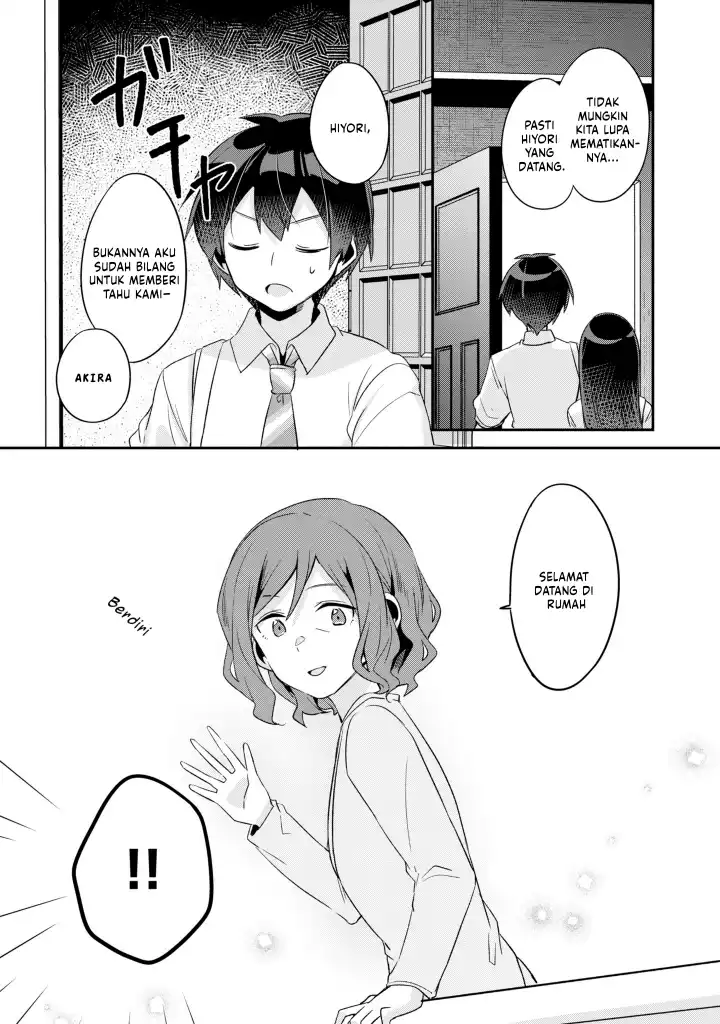 TIDAK
MUNGKIN
KITA LUPA
MEMATIKAN-
NYA...
PASTI
HIYORI
YANG
DATANG.
ガチャ
HIYORI,
BUKANNYA AKU
SUDAH BILANG
UNTUK MEMBERI
TAHU KAMI–
AKIRA
SELAMAT
DATANG DI
RUMAH
Berdiri
!!